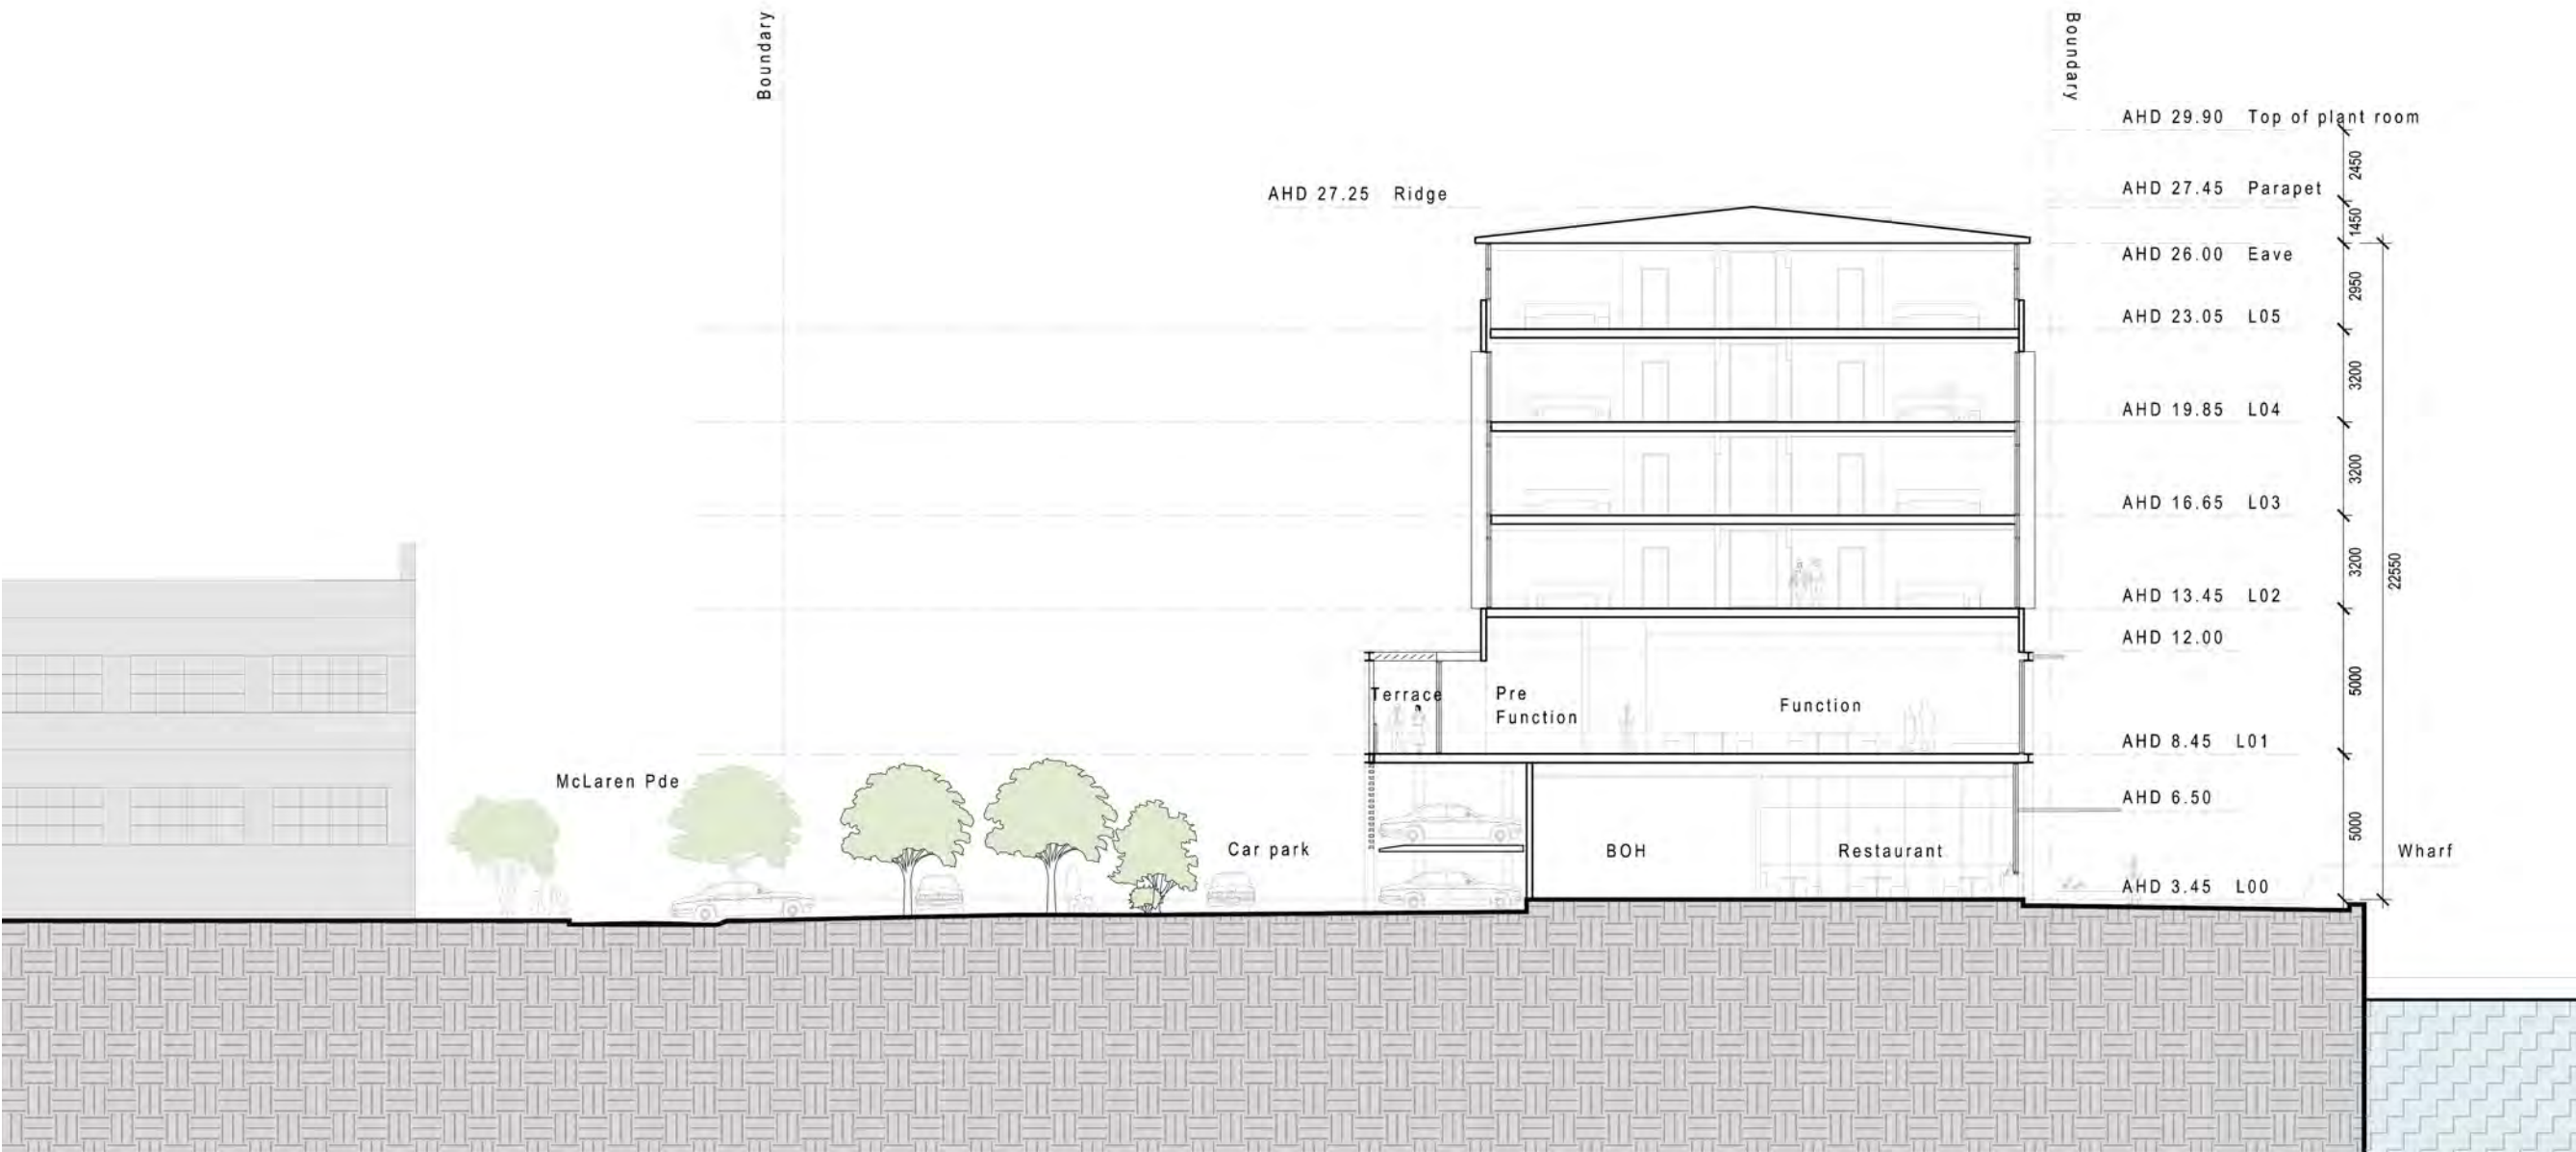 Boundary
Boundary
AHD 29.90 Top of plant room
2450
AHD 27.45 Parapet
AHD 27.25 Ridge
1450
AHD 26.00 Eave
2950
AHD 23.05 L05
3200
AHD 19.85 L04
3200
AHD 16.65 L03
3200
22550
AHD 13.45 L02
AHD 12.00
5000
Terrace
Pre
Function
Function
AHD 8.45 L01
McLaren Pde
AHD 6.50
5000
Car park
BOH
Restaurant
Wharf
AHD 3.45 L00